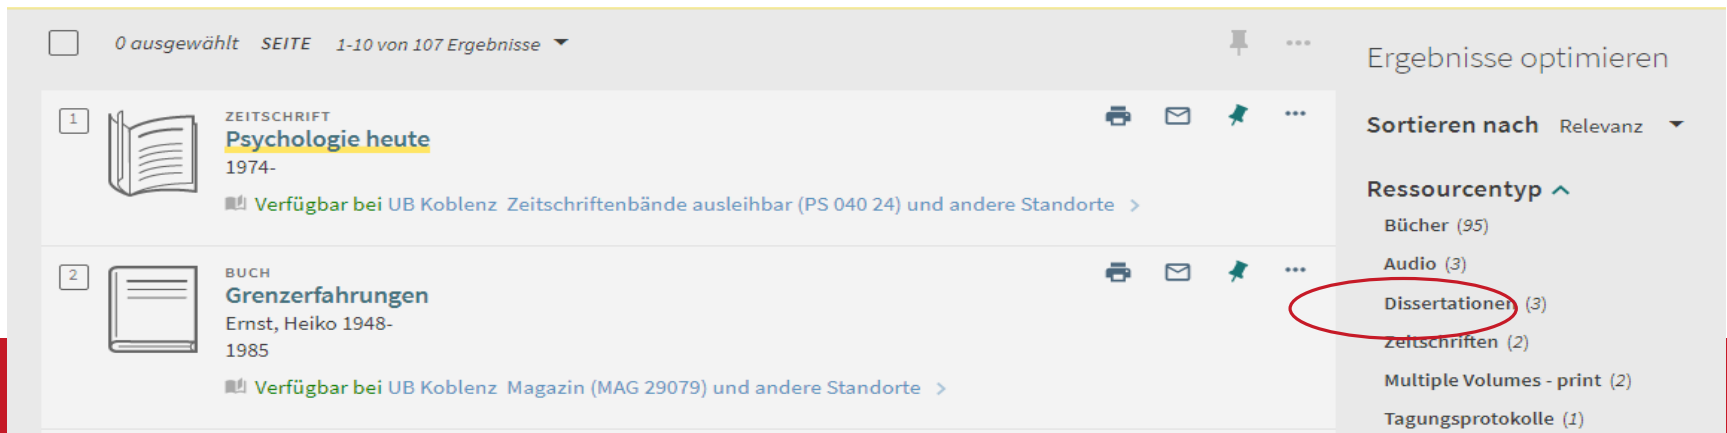 0 ausgewählt SEITE 1-10 von 107 Ergebnisse
1
ZEITSCHRIFT
Psychologie heute
1974-
Verfügbar bei UB Koblenz Zeitschriftenbände ausleihbar (PS 040 24) und andere Standorte
2
BUCH
Grenzerfahrungen
Ernst, Heiko 1948-
1985
Verfügbar bei UB Koblenz Magazin (MAG 29079) und andere Standorte
Ergebnisse optimieren
Sortieren nach Relevanz
Ressourcentyp
Bücher (95)
Audio (3)
Dissertationen (3)
Zeitschriften (2)
Multiple Volumes - print (2)
Tagungsprotokolle (1)